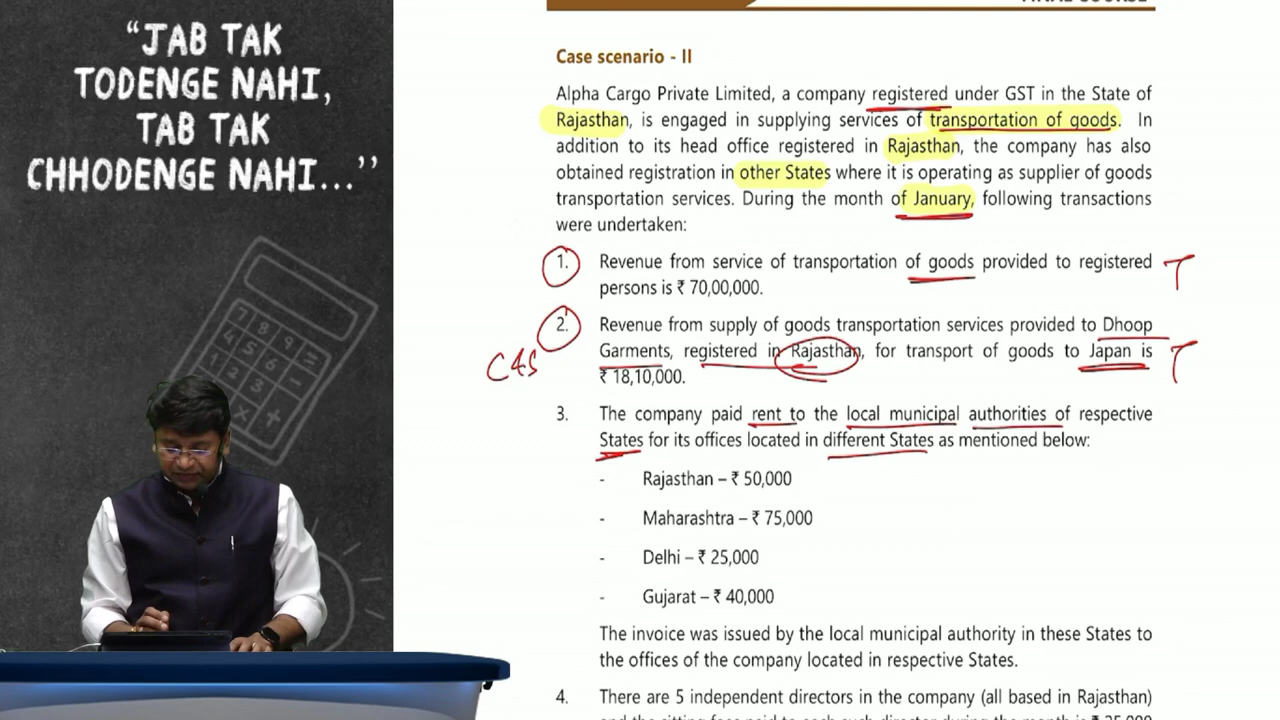 “JAB TAK
TODENGE NAHI,
TAB TAK
CHHODENGE NAHI...’’
Case scenario - II
Alpha Cargo Private Limited, a company registered under GST in the State of
Rajasthan, is engaged in supplying services of transportation of goods. In
addition to its head office registered in Rajasthan, the company has also
obtained registration in other States where it is operating as supplier of goods
transportation services. During the month of January, following transactions
were undertaken:
1. Revenue from service of transportation of goods provided to registered T
persons is ₹ 70,00,000.
2. Revenue from supply of goods transportation services provided to Dhoop
Garments, registered in Rajasthan, for transport of goods to Japan is T
₹ 18,10,000.
3. The company paid rent to the local municipal authorities of respective
States for its offices located in different States as mentioned below:
- Rajasthan – ₹ 50,000
- Maharashtra – ₹ 75,000
- Delhi – ₹ 25,000
- Gujarat – ₹ 40,000
The invoice was issued by the local municipal authority in these States to
the offices of the company located in respective States.
4. There are 5 independent directors in the company (all based in Rajasthan)